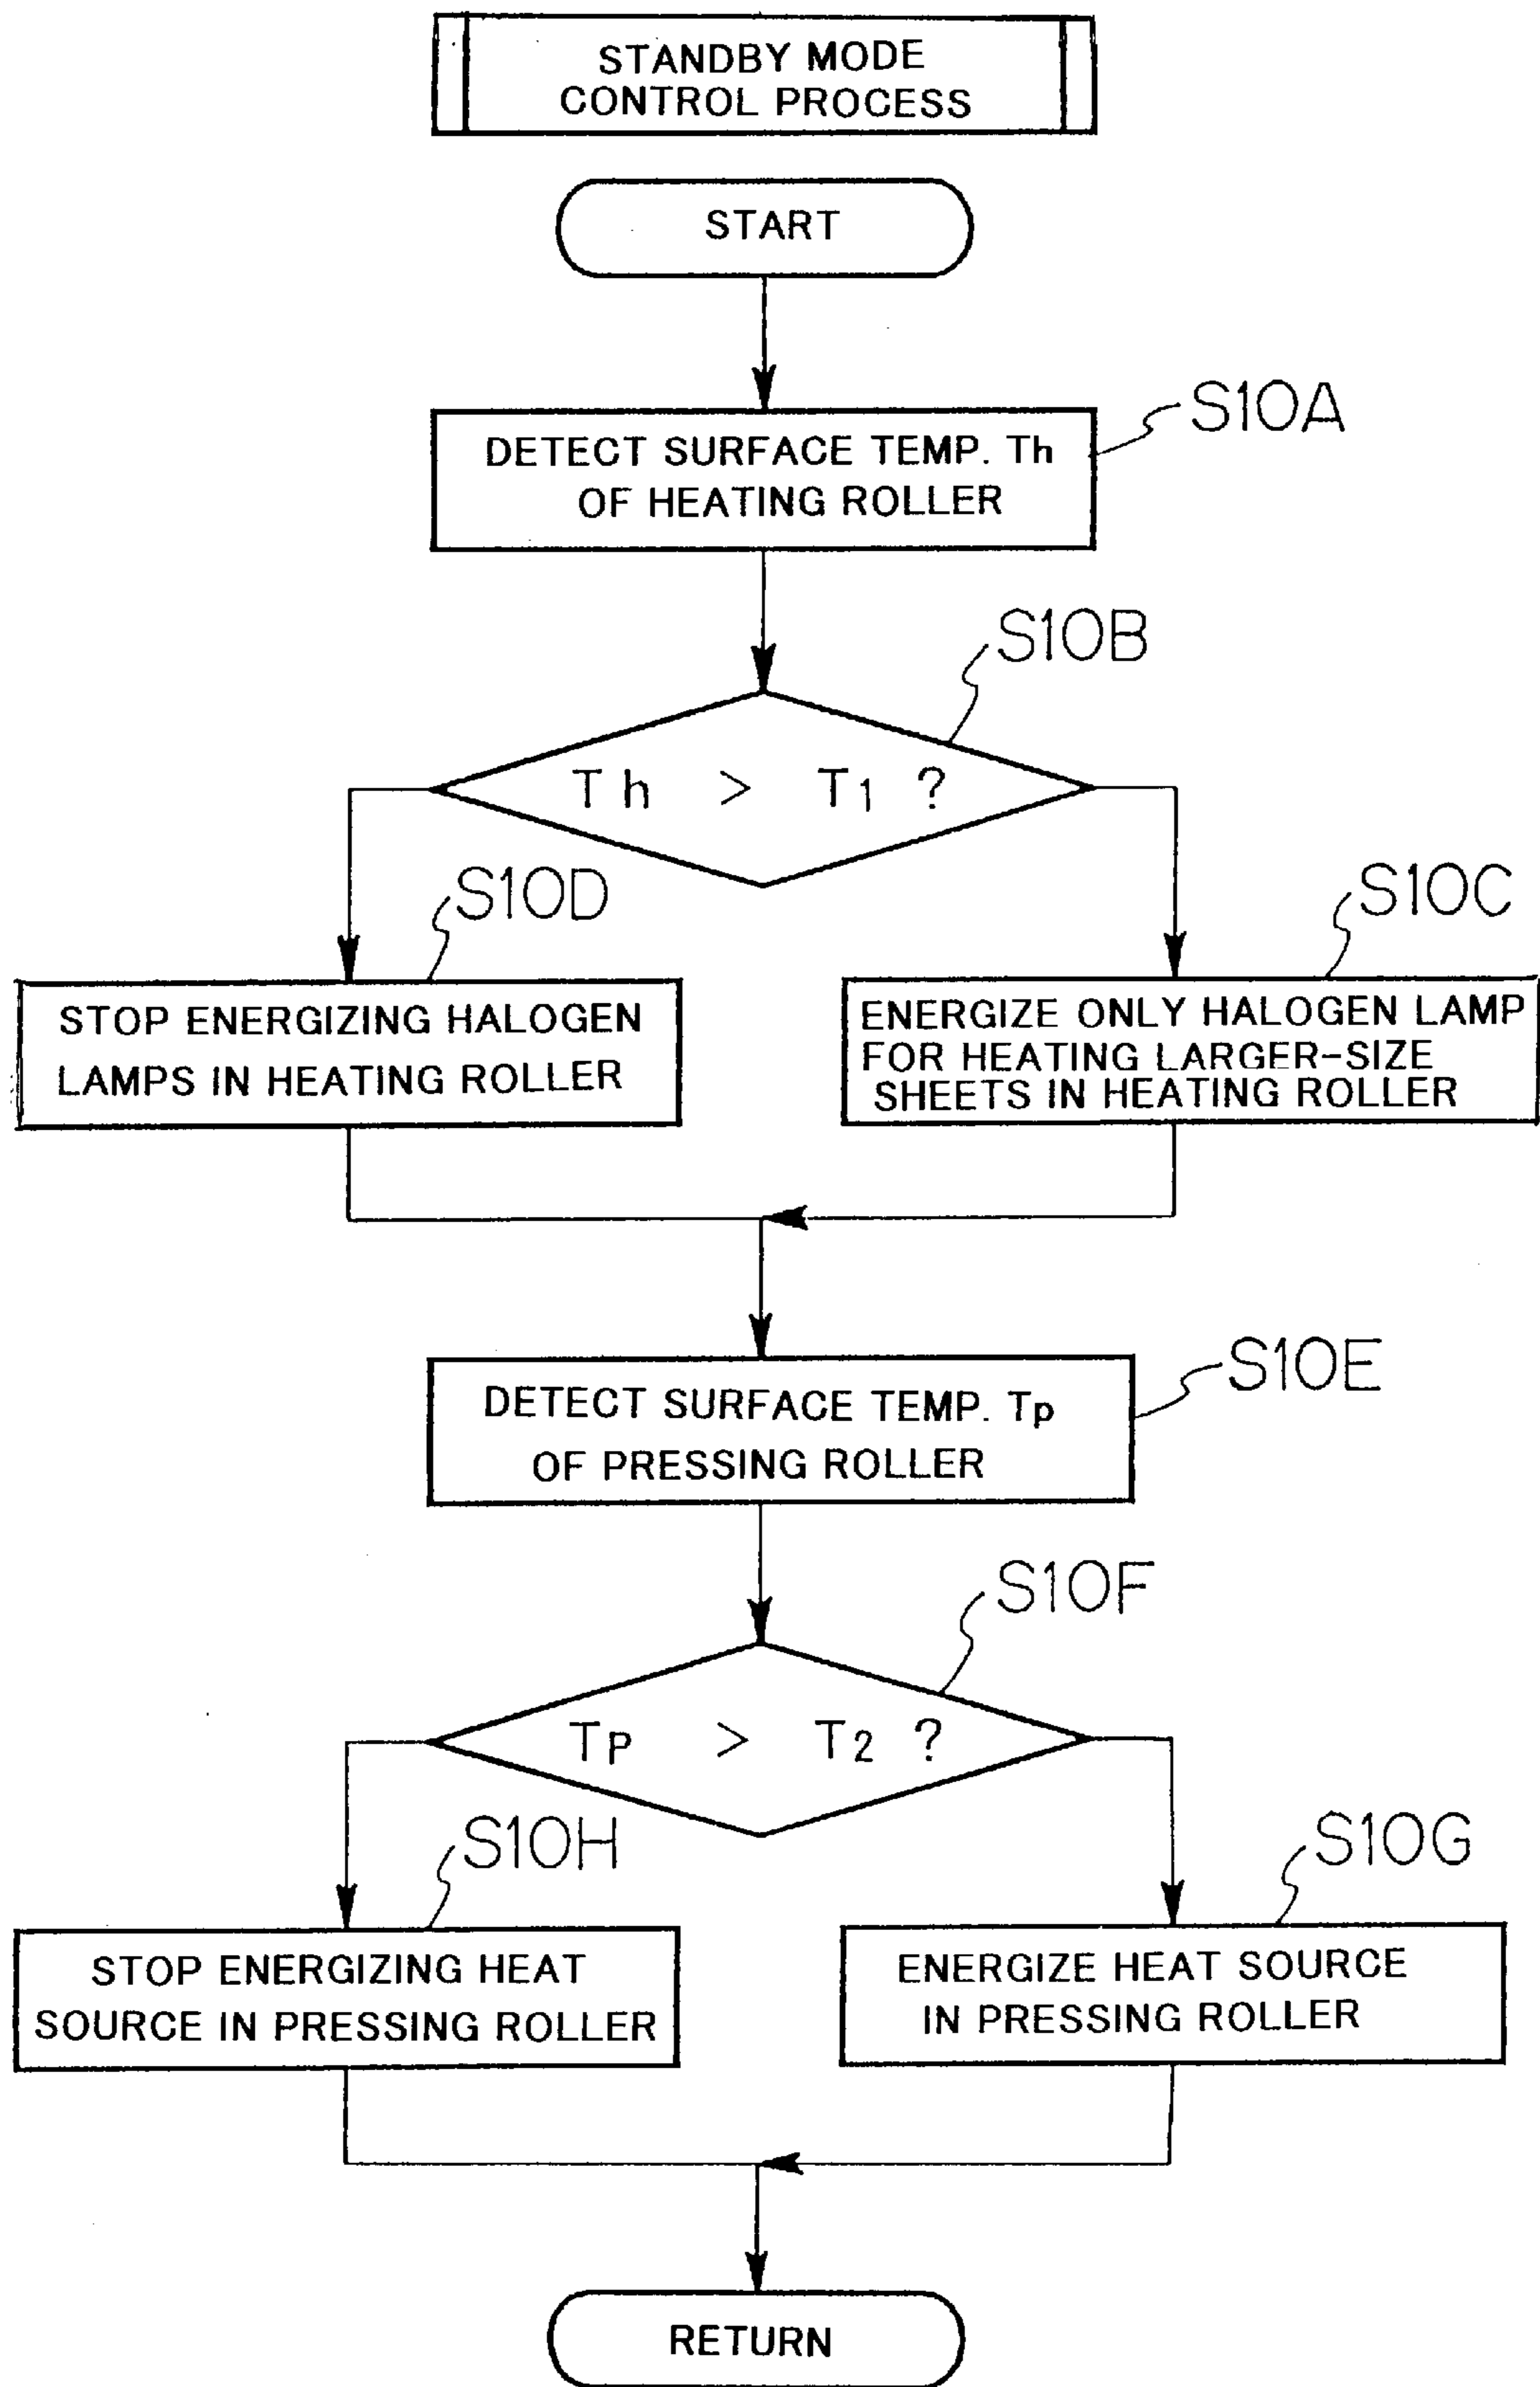 STANDBY MODE
CONTROL PROCESS
START
S10A
DETECT SURFACE TEMP. Th
OF HEATING ROLLER
S10B
Th > T1 ?
S10D
S10C
STOP ENERGIZING HALOGEN
LAMPS IN HEATING ROLLER
ENERGIZE ONLY HALOGEN LAMP
FOR HEATING LARGER-SIZE
SHEETS IN HEATING ROLLER
S10E
DETECT SURFACE TEMP. Tp
OF PRESSING ROLLER
S10F
TP > T2 ?
S10H
S10G
STOP ENERGIZING HEAT
SOURCE IN PRESSING ROLLER
ENERGIZE HEAT SOURCE
IN PRESSING ROLLER
RETURN